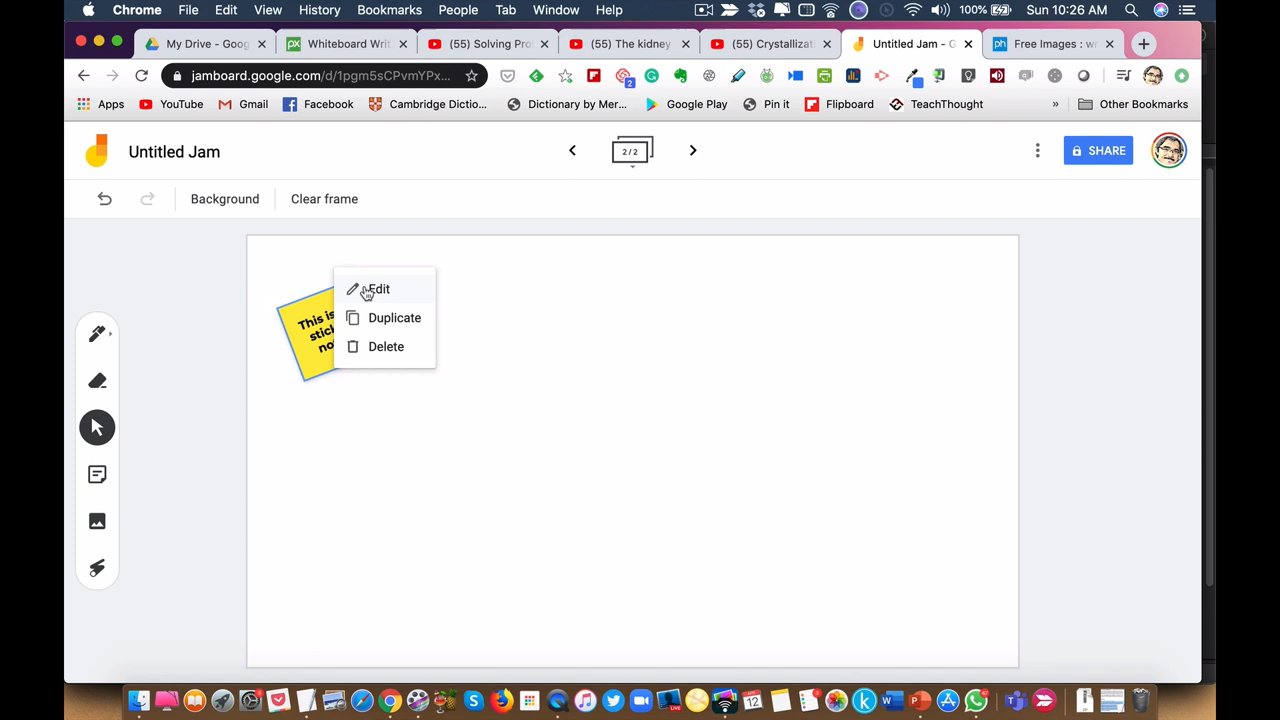 Chrome File Edit View History Bookmarks People Tab Window Help 100% Sun 10:26 AM
My Drive - Goog
Whiteboard Writ
(55) Solving Pro
(55) The kidney
(55) Crystallizat
Untitled Jam - G
Free Images : w
jamboard.google.com/d/1pgm5sCPvmYPx...
2
Apps YouTube Gmail Facebook Cambridge Dictio... Dictionary by Mer... Google Play Pin it Flipboard TeachThought » Other Bookmarks
Untitled Jam
2 / 2
SHARE
Background Clear frame
This is
stick
no
Edit
Duplicate
Delete